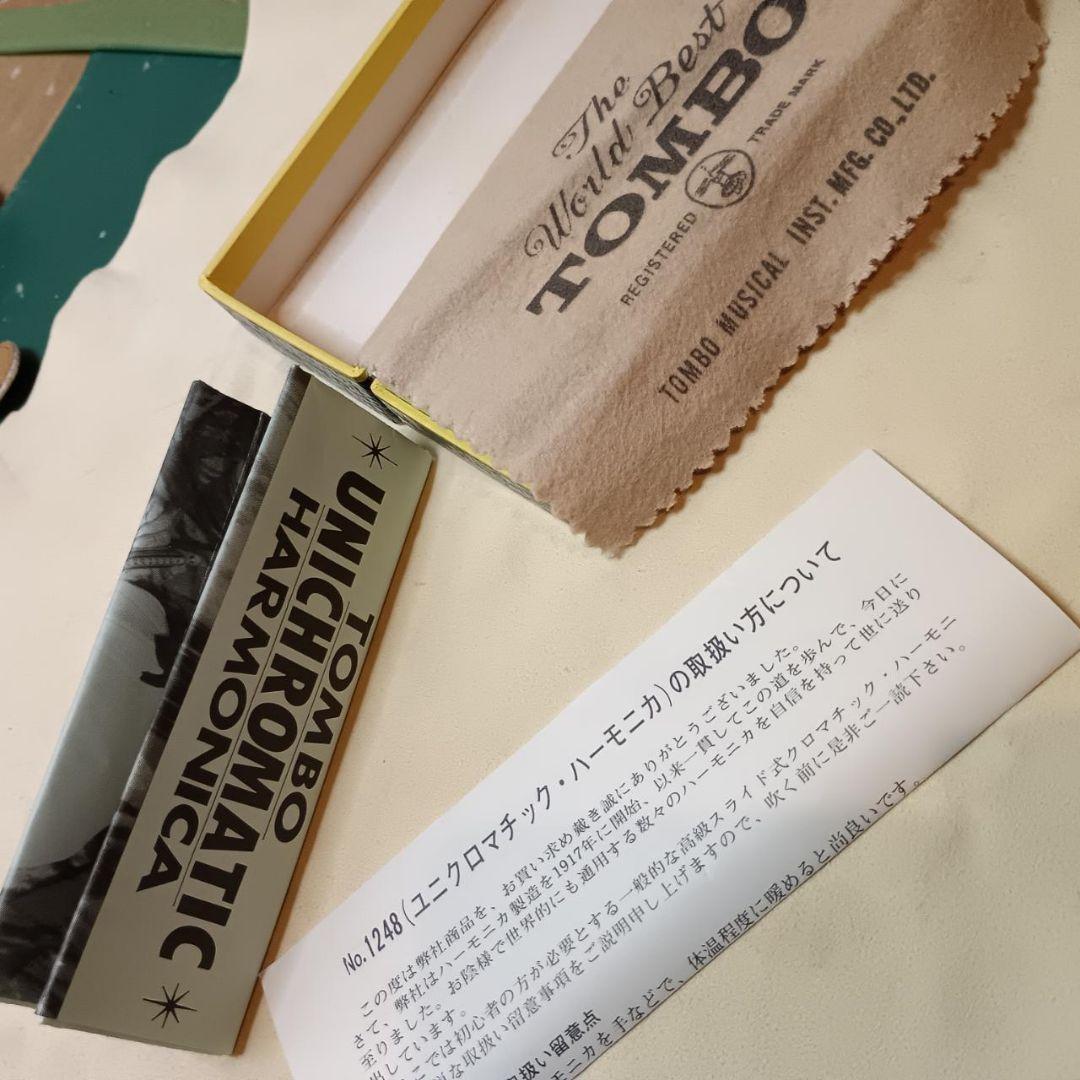 The
World Best
TOMBO
REGISTERED TRADE MARK
TOMBO MUSICAL INST. MFG. CO., LTD.
TOMBO
UNICHROMATIC
HARMONICA
No.1248(ユニクロマチック・ハーモニカ)の取扱い方について
この度は弊社商品を、お買い求め戴き誠にありがとうございました。
さて、弊社はハーモニカ製造を1917年に開始、以来一貫してこの道を歩んで、今日に
至りました。お陰様で世界的にも通用する数々のハーモニカを自信を持って世に送り
出しています。
こでは初心者の方が必要とする一般的な高級スライド式クロマチック・ハーモニ
な取扱い留意事項をご説明申し上げますので、吹く前に是非ご一読下さい。
扱い留意点
モニカを手などで、体温程度に暖めると尚良いです。